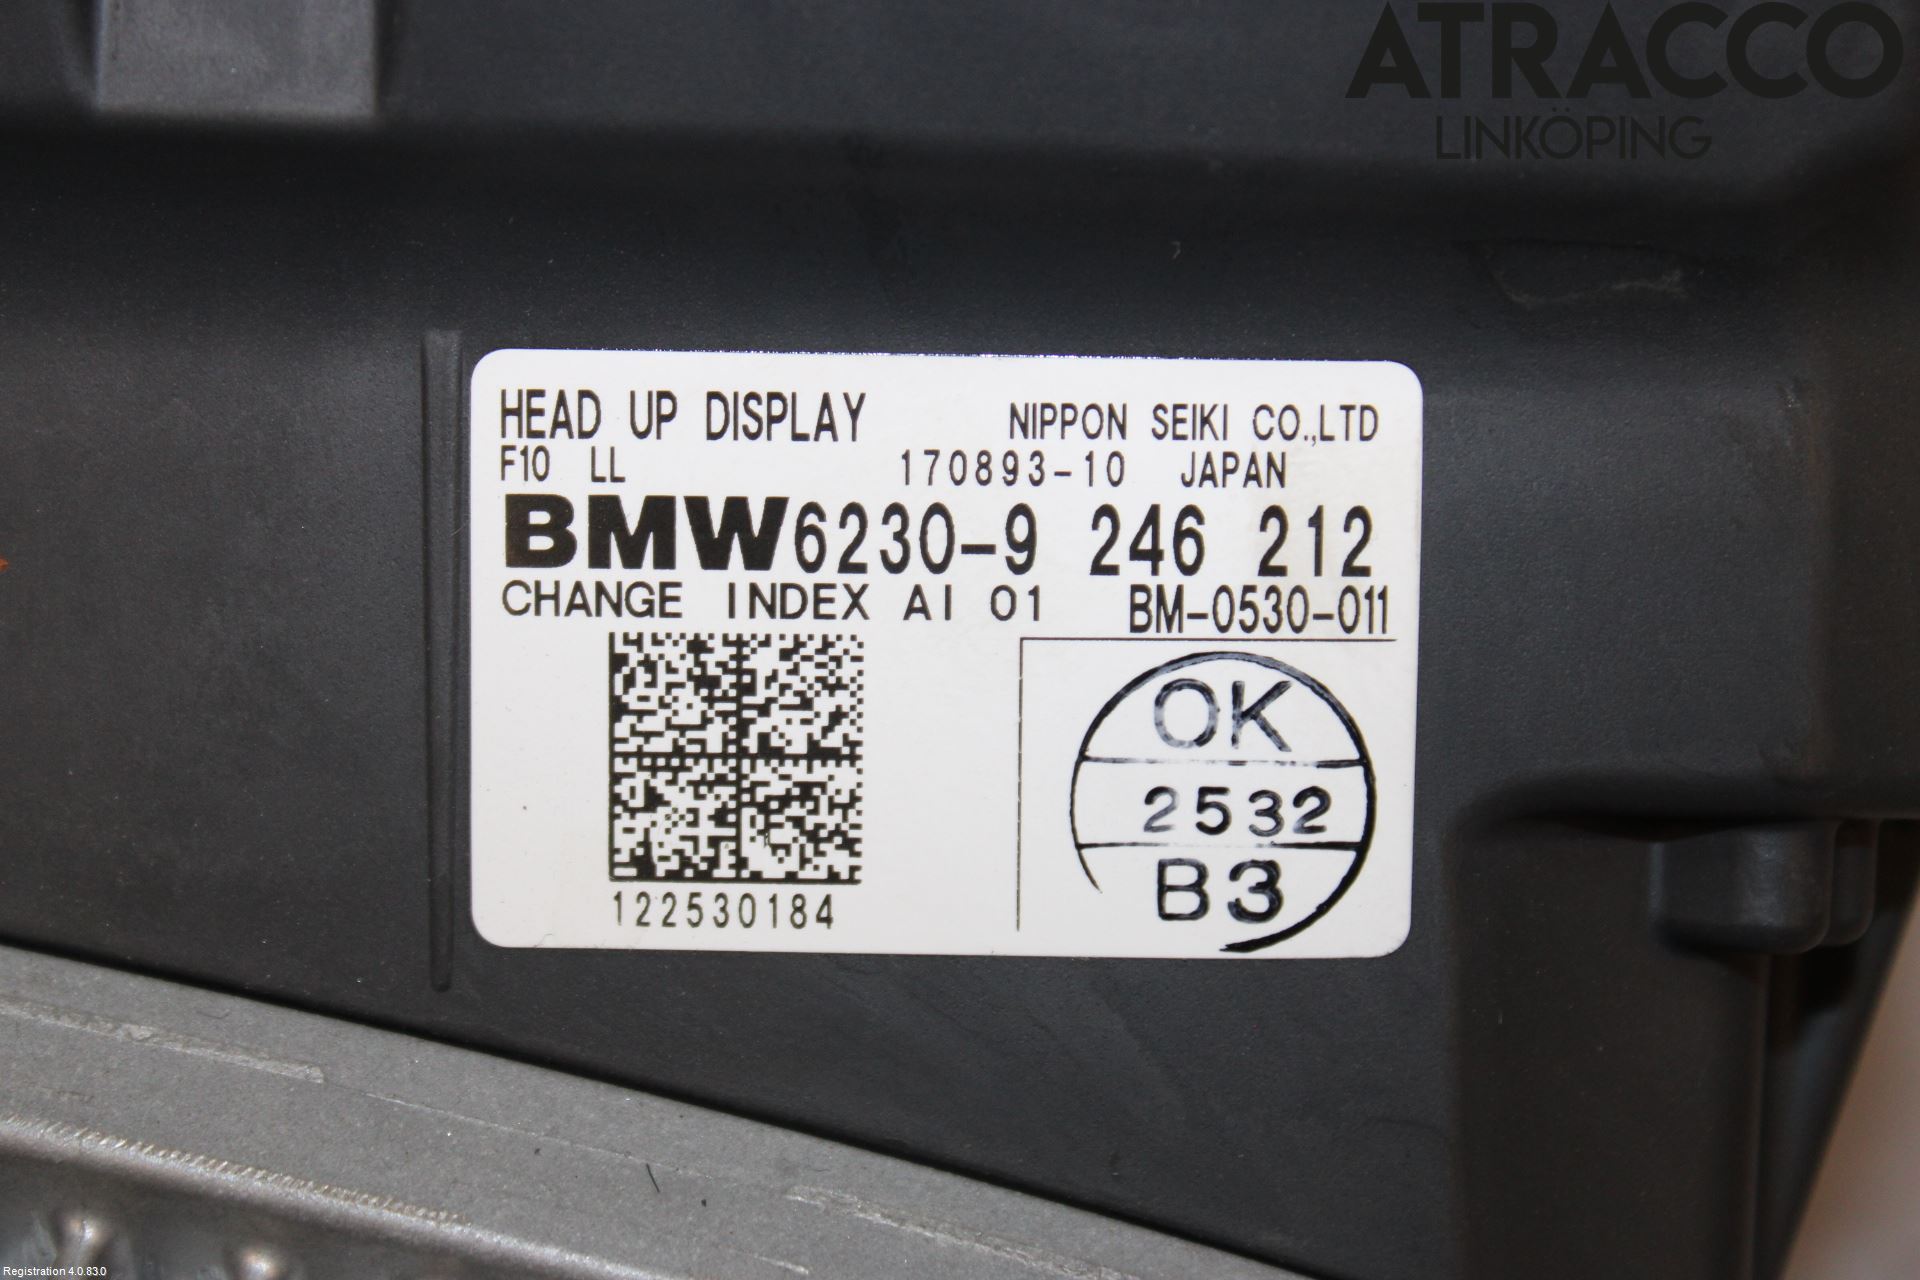 ATRACCO
LINKÖPING
HEAD UP DISPLAY NIPPON SEIKI CO.,LTD
F10 LL 170893-10 JAPAN
BMW6230-9 246 212
CHANGE INDEX AI 01 BM-0530-011
OK
2532
B3
122530184
Registration 4.0.83.0